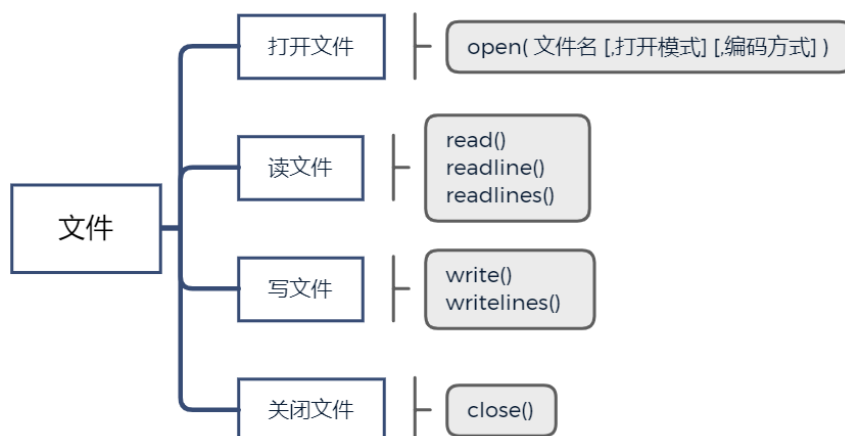 文件
打开文件
open( 文件名 [,打开模式] [,编码方式] )
读文件
read()
readline()
readlines()
写文件
write()
writelines()
关闭文件
close()